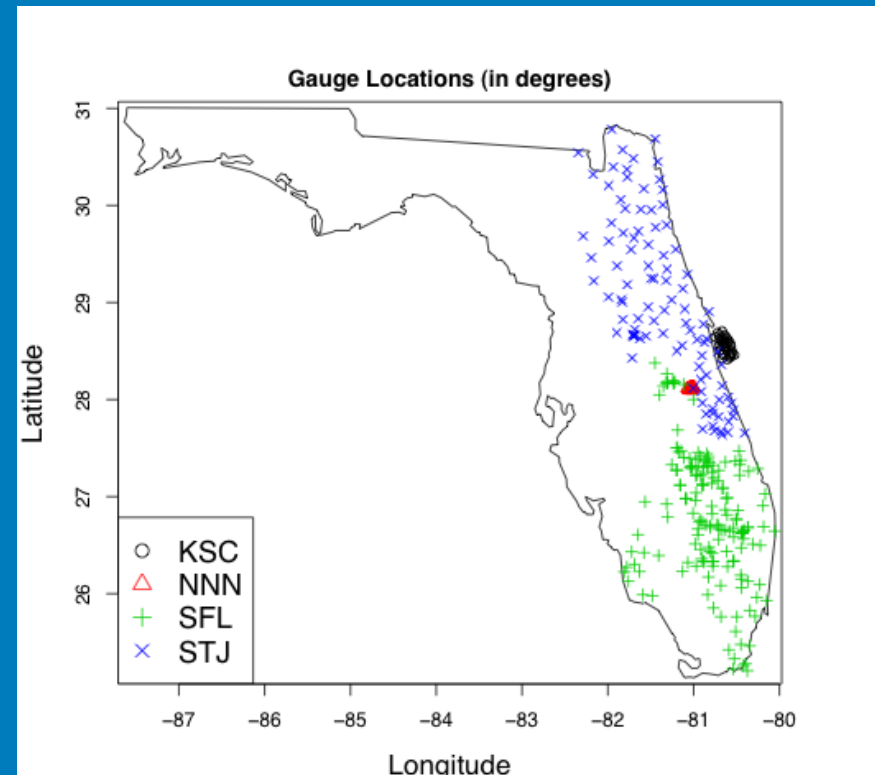 Gauge Locations (in degrees)
Latitude
31
30
29
28
27
26
KSC
NNN
SFL
STJ
−87
−86
−85
−84
−83
−82
−81
−80
Longitude